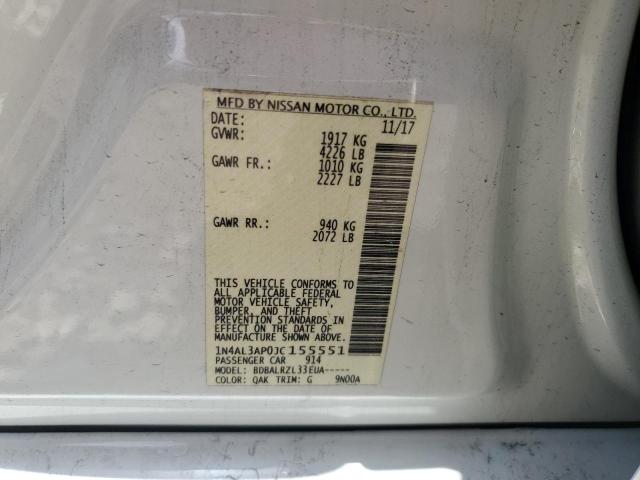 MFD BY NISSAN MOTOR CO., LTD.
DATE: 11/17
GVWR: 1917 KG
4226 LB
GAWR FR.: 1010 KG
2227 LB
GAWR RR.: 940 KG
2072 LB
THIS VEHICLE CONFORMS TO
ALL APPLICABLE FEDERAL
MOTOR VEHICLE SAFETY,
BUMPER, AND THEFT
PREVENTION STANDARDS IN
EFFECT ON THE DATE OF
MANUFACTURE SHOWN ABOVE.
1N4AL3AP0JC155551
PASSENGER CAR 914
MODEL: BDBALRZL33EUA-----
COLOR: QAK TRIM: G 9N00A